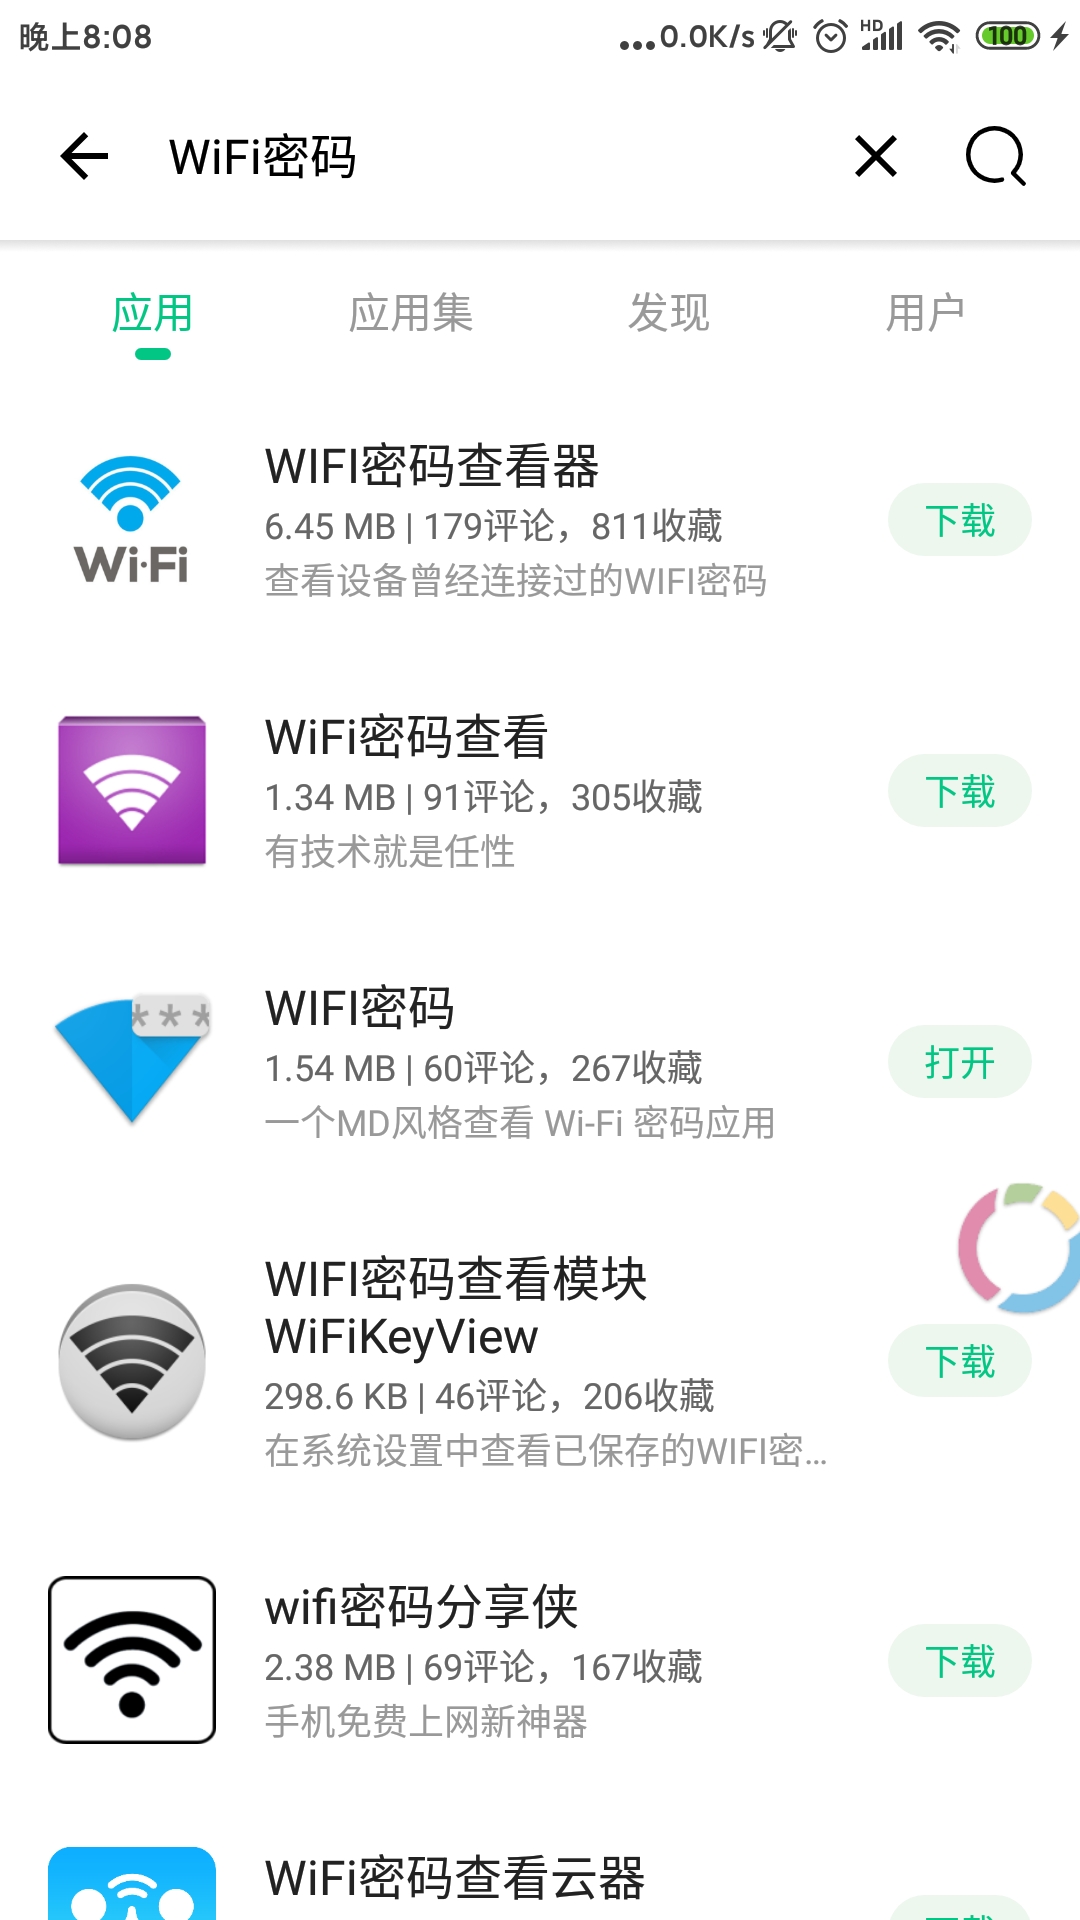 晚上8:08
...0.0K/s
HD
100
WiFi密码
应用
应用集
发现
用户
WIFI密码查看器
6.45 MB | 179评论，811收藏
查看设备曾经连接过的WIFI密码
下载
Wi-Fi
WiFi密码查看
1.34 MB | 91评论，305收藏
有技术就是任性
下载
***
WIFI密码
1.54 MB | 60评论，267收藏
一个MD风格查看 Wi-Fi 密码应用
打开
WIFI密码查看模块
WiFiKeyView
298.6 KB | 46评论，206收藏
在系统设置中查看已保存的WIFI密...
下载
wifi密码分享侠
2.38 MB | 69评论，167收藏
手机免费上网新神器
下载
WiFi密码查看云器